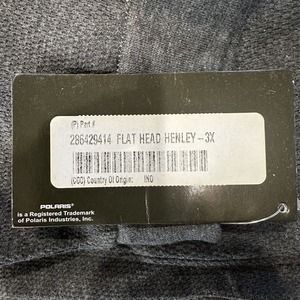 (P) Part #
286429414 FLAT HEAD HENLEY-3X
(COO) Country Of Origin: IND
POLARIS®
is a Registered Trademark
of Polaris Industries, Inc.